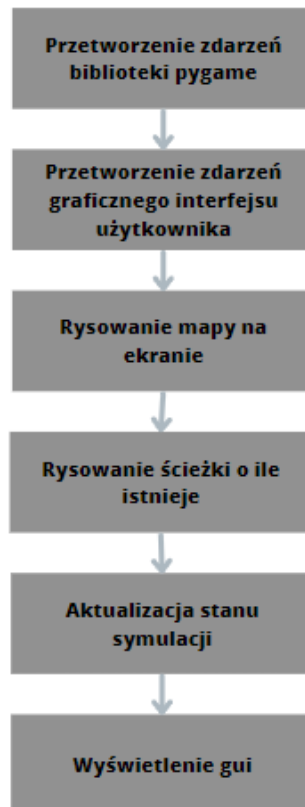 Przetworzenie zdarzeń
biblioteki pygame
Przetworzenie zdarzeń
graficznego interfejsu
użytkownika
Rysowanie mapy na
ekranie
Rysowanie ścieżki o ile
istnieje
Aktualizacja stanu
symulacji
Wyświetlenie gui